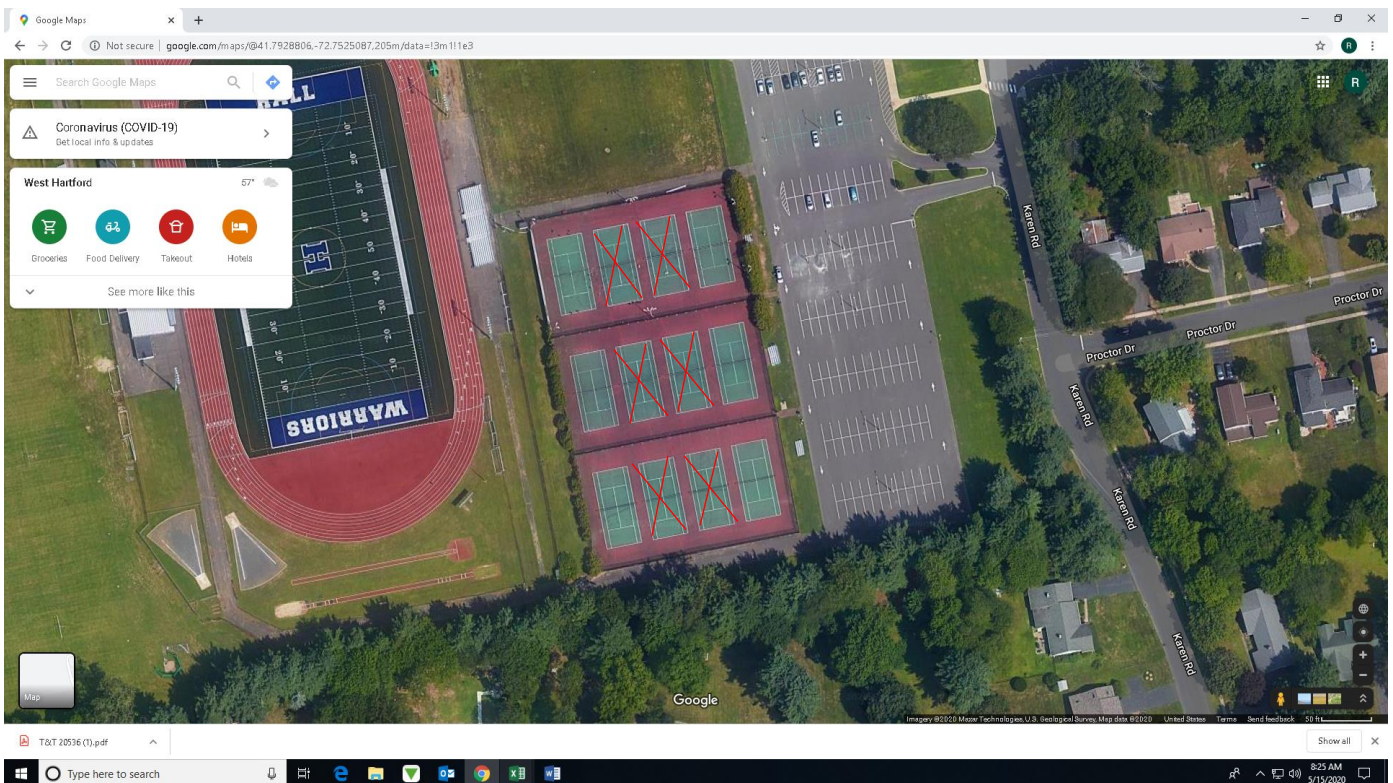 Google Maps
Not secure | google.com/maps/@41.7928806,-72.7525087,205m/data=!3m1!1e3
R
Search Google Maps
R
HALL
Coronavirus (COVID-19)
Get local info & updates
West Hartford
57°
Groceries
Food Delivery
Takeout
Hotels
See more like this
H
WARRIORS
Karen Rd
Proctor Dr
Proctor Dr
Proctor Dr
Karen Rd
Karen Rd
Karen Rd
Map
Google
Imagery ©2020 Maxar Technologies, U.S. Geological Survey, Map data ©2020 United States Terms Send feedback 50 ft
T&T 20536 (1).pdf
Show all
Type here to search
8:25 AM
5/15/2020